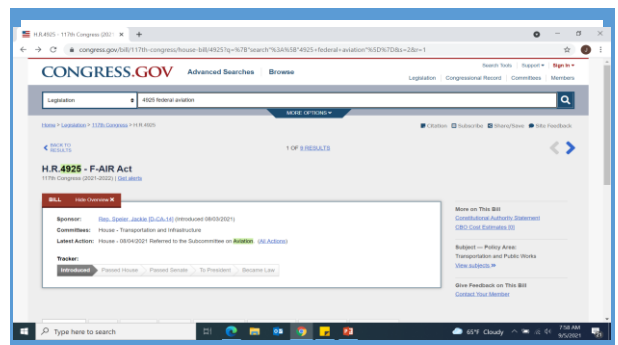 H.R.4925 - 117th Congress (202
congress.gov/bill/117th-congress/house-bill/4925?q=%7B"search"%3A%5B"4925+federal+aviation"%5D%7D&s=2&r=1
Search Tools Support Sign In
CONGRESS.GOV Advanced Searches Browse
Legislation Congressional Record Committees Members
Legislation 4925 federal aviation
MORE OPTIONS
Home > Legislation > 117th Congress > H.R.4925 Citation Subscribe Share/Save Site Feedback
BACK TO RESULTS 1 OF 8 RESULTS
H.R.4925 - F-AIR Act
117th Congress (2021-2022) | Get alerts
BILL Hide Overview X
Sponsor: Rep. Speier, Jackie [D-CA-14] (Introduced 08/03/2021)
Committees: House - Transportation and Infrastructure
Latest Action: House - 08/04/2021 Referred to the Subcommittee on Aviation. (All Actions)
Tracker:
Introduced Passed House Passed Senate To President Became Law
More on This Bill
Constitutional Authority Statement
CBO Cost Estimates [0]
Subject — Policy Area:
Transportation and Public Works
View subjects »
Give Feedback on This Bill
Contact Your Member
Type here to search 65°F Cloudy 7:58 AM
9/5/2021